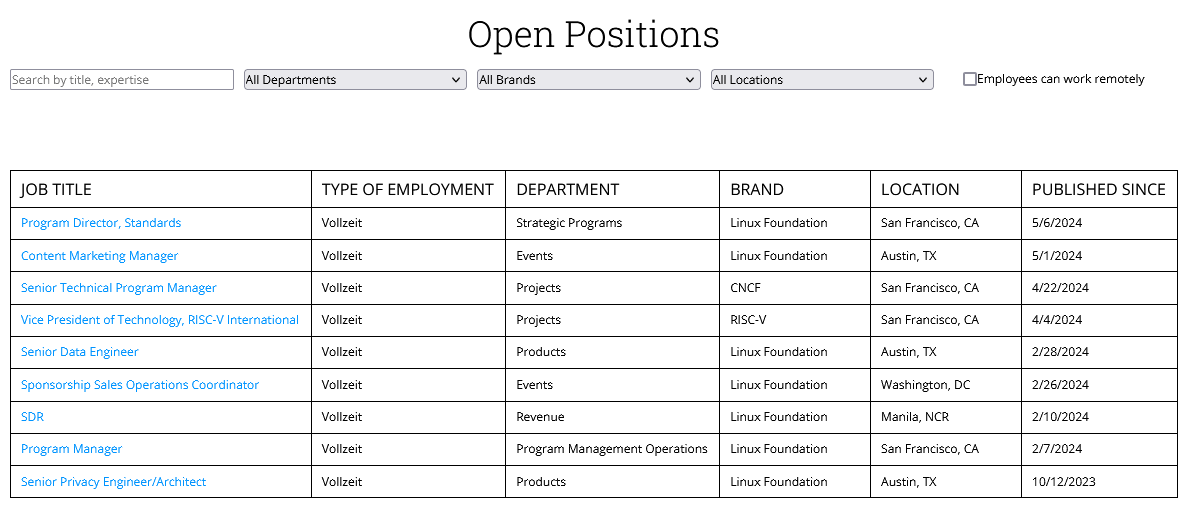 Open Positions
Search by title, expertise All Departments All Brands All Locations Employees can work remotely
JOB TITLE TYPE OF EMPLOYMENT DEPARTMENT BRAND LOCATION PUBLISHED SINCE
Program Director, Standards Vollzeit Strategic Programs Linux Foundation San Francisco, CA 5/6/2024
Content Marketing Manager Vollzeit Events Linux Foundation Austin, TX 5/1/2024
Senior Technical Program Manager Vollzeit Projects CNCF San Francisco, CA 4/22/2024
Vice President of Technology, RISC-V International Vollzeit Projects RISC-V San Francisco, CA 4/4/2024
Senior Data Engineer Vollzeit Products Linux Foundation Austin, TX 2/28/2024
Sponsorship Sales Operations Coordinator Vollzeit Events Linux Foundation Washington, DC 2/26/2024
SDR Vollzeit Revenue Linux Foundation Manila, NCR 2/10/2024
Program Manager Vollzeit Program Management Operations Linux Foundation San Francisco, CA 2/7/2024
Senior Privacy Engineer/Architect Vollzeit Products Linux Foundation Austin, TX 10/12/2023